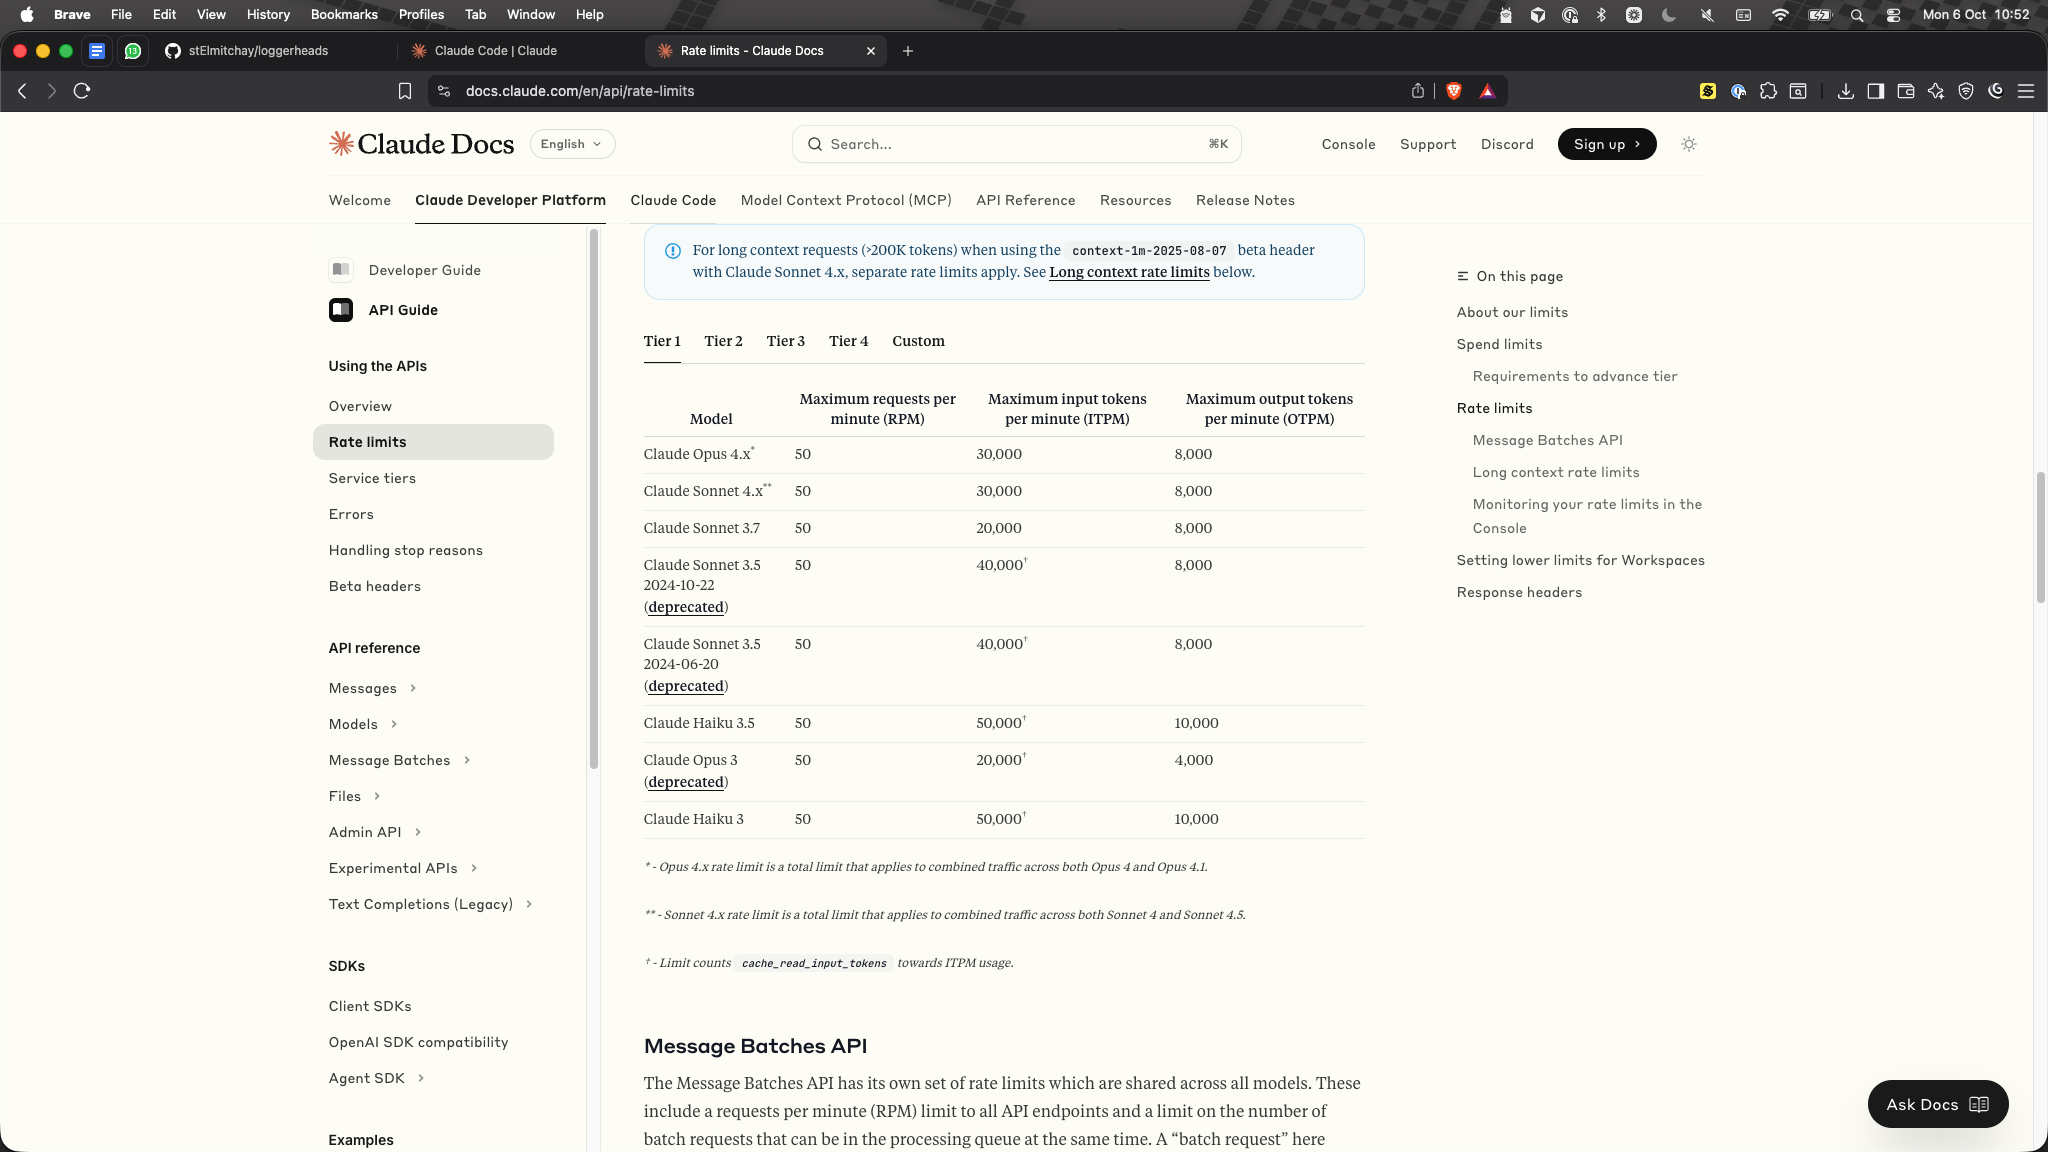 Brave File Edit View History Bookmarks Profiles Tab Window Help Mon 6 Oct 10:52
13 stElmitchay/loggerheads Claude Code | Claude Rate limits - Claude Docs
docs.claude.com/en/api/rate-limits
Claude Docs English Search... ⌘K Console Support Discord Sign up
Welcome Claude Developer Platform Claude Code Model Context Protocol (MCP) API Reference Resources Release Notes
Developer Guide
API Guide
Using the APIs
Overview
Rate limits
Service tiers
Errors
Handling stop reasons
Beta headers
API reference
Messages
Models
Message Batches
Files
Admin API
Experimental APIs
Text Completions (Legacy)
SDKs
Client SDKs
OpenAI SDK compatibility
Agent SDK
Examples
For long context requests (>200K tokens) when using the context-1m-2025-08-07 beta header
with Claude Sonnet 4.x, separate rate limits apply. See Long context rate limits below.
Tier 1 Tier 2 Tier 3 Tier 4 Custom
Model Maximum requests per minute (RPM) Maximum input tokens per minute (ITPM) Maximum output tokens per minute (OTPM)
Claude Opus 4.x* 50 30,000 8,000
Claude Sonnet 4.x** 50 30,000 8,000
Claude Sonnet 3.7 50 20,000 8,000
Claude Sonnet 3.5 50 40,000† 8,000
2024-10-22
(deprecated)
Claude Sonnet 3.5 50 40,000† 8,000
2024-06-20
(deprecated)
Claude Haiku 3.5 50 50,000† 10,000
Claude Opus 3 50 20,000† 4,000
(deprecated)
Claude Haiku 3 50 50,000† 10,000
* - Opus 4.x rate limit is a total limit that applies to combined traffic across both Opus 4 and Opus 4.1.
** - Sonnet 4.x rate limit is a total limit that applies to combined traffic across both Sonnet 4 and Sonnet 4.5.
† - Limit counts cache_read_input_tokens towards ITPM usage.
Message Batches API
The Message Batches API has its own set of rate limits which are shared across all models. These
include a requests per minute (RPM) limit to all API endpoints and a limit on the number of
batch requests that can be in the processing queue at the same time. A “batch request” here
On this page
About our limits
Spend limits
Requirements to advance tier
Rate limits
Message Batches API
Long context rate limits
Monitoring your rate limits in the
Console
Setting lower limits for Workspaces
Response headers
Ask Docs